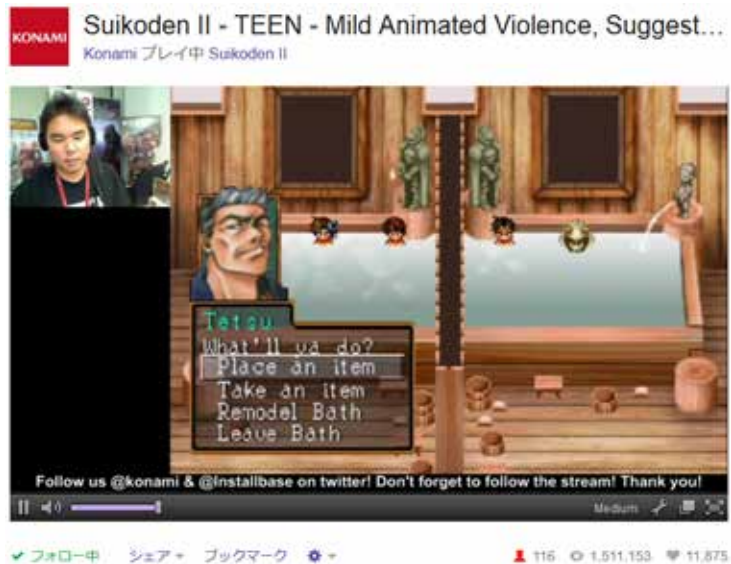 KONAMI
Suikoden II - TEEN - Mild Animated Violence, Suggest...
Konami プレイ中 Suikoden II
Tetsu
What'll ya do?
Place an item
Take an item
Remodel Bath
Leave Bath
Follow us @konami & @Installbase on twitter! Don't forget to follow the stream! Thank you!
Medium
フォロー中 シェア ブックマーク 116 1,511,153 11,875